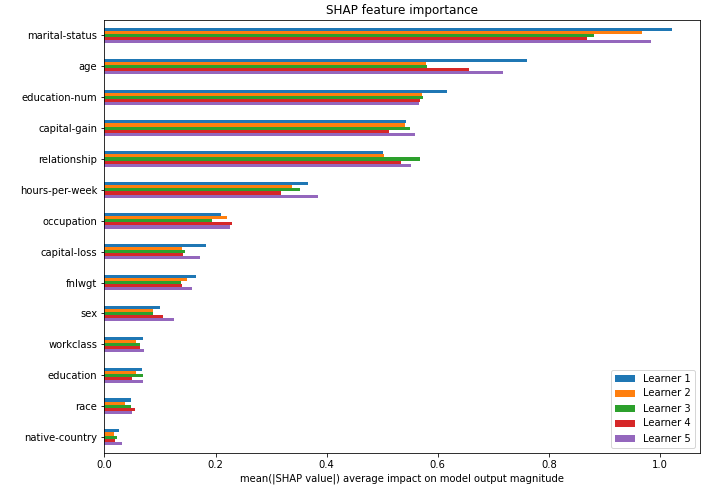 SHAP feature importance
marital-status
age
education-num
capital-gain
relationship
hours-per-week
occupation
capital-loss
fnlwgt
sex
workclass
education
race
native-country
Learner 1
Learner 2
Learner 3
Learner 4
Learner 5
0.0 0.2 0.4 0.6 0.8 1.0
mean(|SHAP value|) average impact on model output magnitude